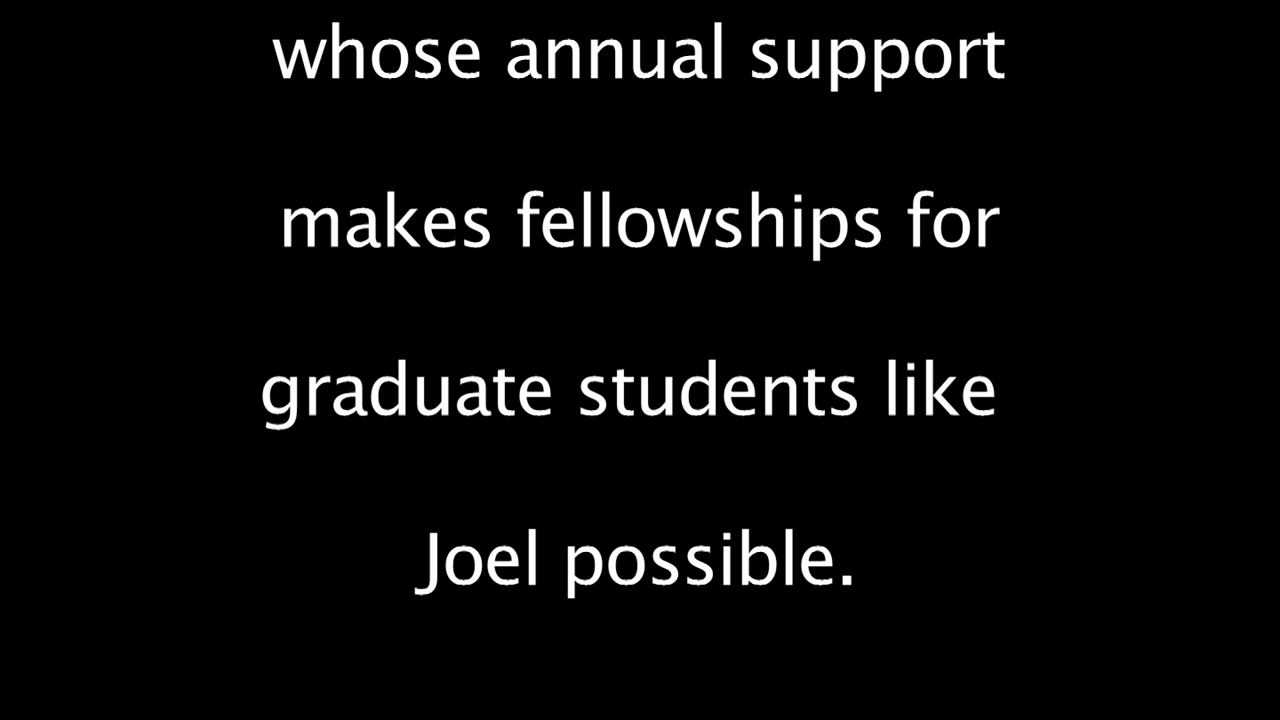 whose annual support
makes fellowships for
graduate students like
Joel possible.